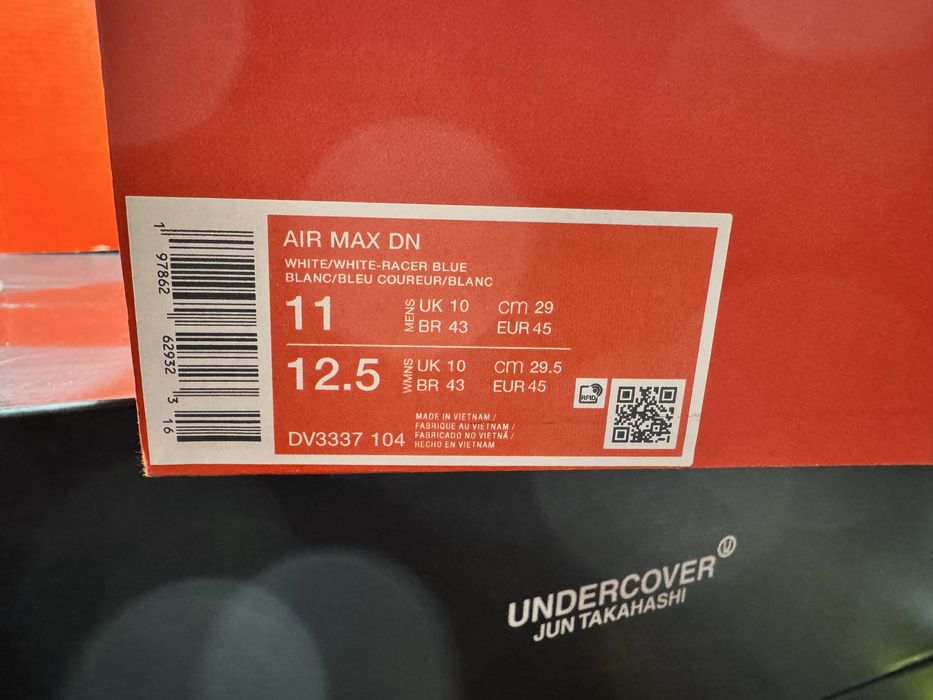 AIR MAX DN
WHITE/WHITE-RACER BLUE
BLANC/BLEU COUREUR/BLANC
11 MENS UK 10 cm 29
BR 43 EUR 45
12.5 WMNS UK 10 cm 29.5
BR 43 EUR 45
RFID
MADE IN VIETNAM /
FABRIQUE AU VIETNAM /
FABRICADO NO VIETNÃ /
HECHO EN VIETNAM
DV3337 104
1 97862 62932 3 16
UNDERCOVER
JUN TAKAHASHI